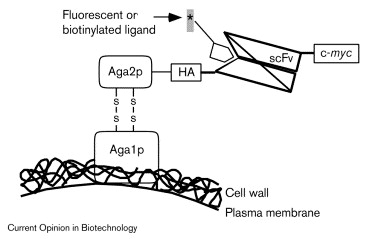 Fluorescent or
biotinylated ligand
*
scFv
c-myc
Aga2p
HA
S S
S S
Aga1p
Cell wall
Plasma membrane
Current Opinion in Biotechnology